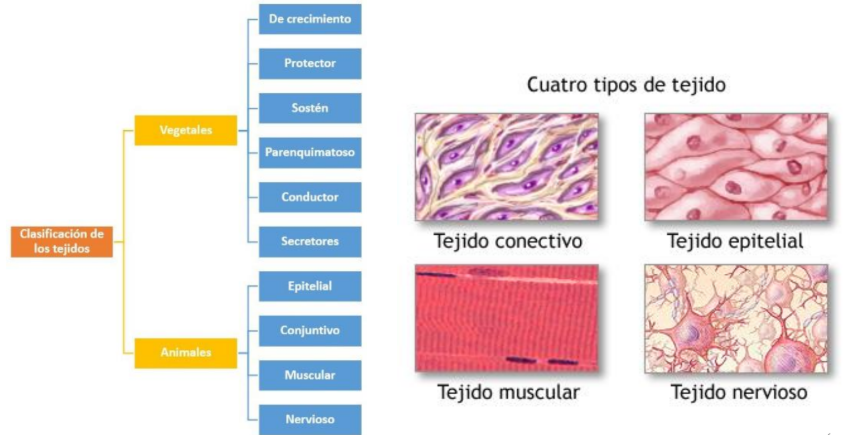 Clasificación de
los tejidos
Vegetales
De crecimiento
Protector
Sostén
Parenquimatoso
Conductor
Secretores
Animales
Epitelial
Conjuntivo
Muscular
Nervioso
Cuatro tipos de tejido
Tejido conectivo
Tejido epitelial
Tejido muscular
Tejido nervioso